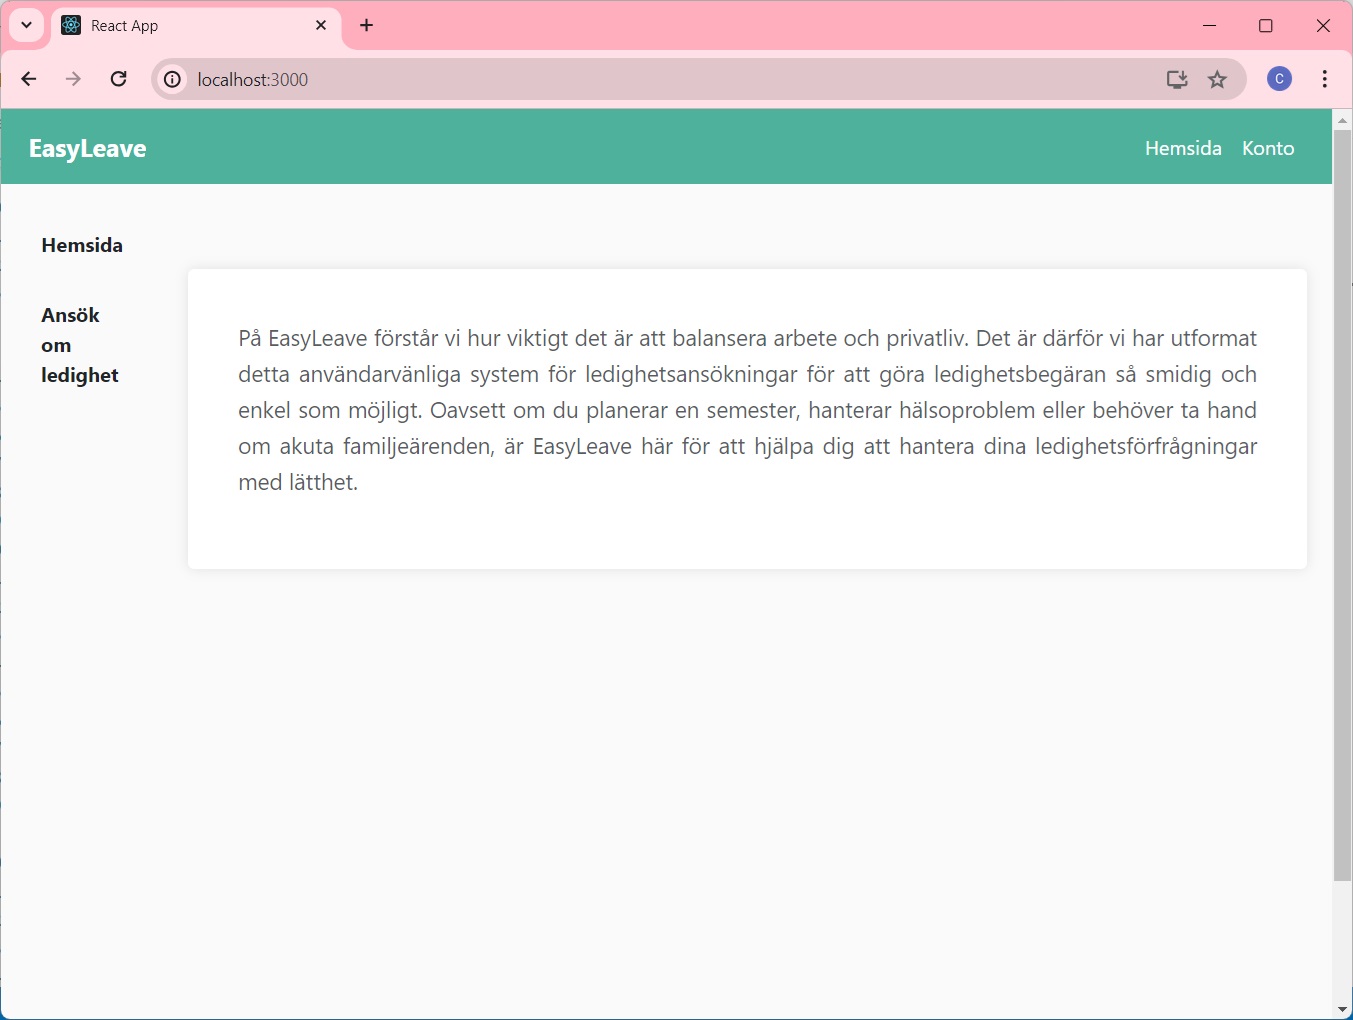 React App
localhost:3000
C
EasyLeave
Hemsida Konto
Hemsida
Ansök
om
ledighet
På EasyLeave förstår vi hur viktigt det är att balansera arbete och privatliv. Det är därför vi har utformat
detta användarvänliga system för ledighetsansökningar för att göra ledighetsbegäran så smidig och
enkel som möjligt. Oavsett om du planerar en semester, hanterar hälsoproblem eller behöver ta hand
om akuta familjeärenden, är EasyLeave här för att hjälpa dig att hantera dina ledighetsförfrågningar
med lätthet.